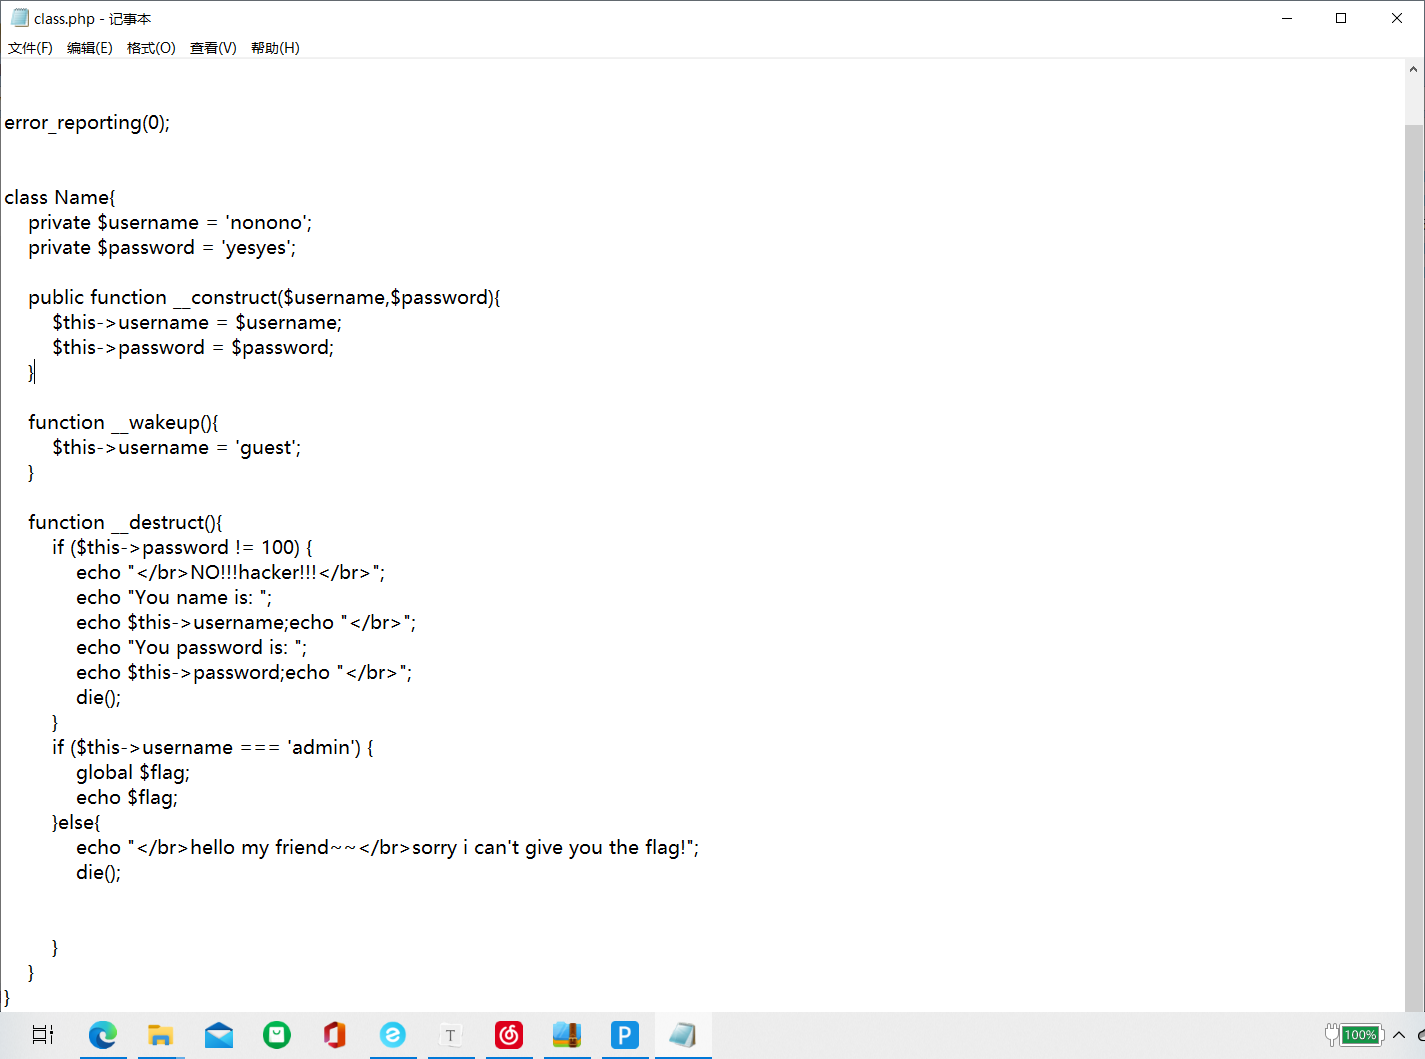 class.php - 记事本
文件(F) 编辑(E) 格式(O) 查看(V) 帮助(H)
error_reporting(0);
class Name{
private $username = 'nonono';
private $password = 'yesyes';
public function __construct($username,$password){
$this->username = $username;
$this->password = $password;
}
function __wakeup(){
$this->username = 'guest';
}
function __destruct(){
if ($this->password != 100) {
echo "</br>NO!!!hacker!!!</br>";
echo "You name is: ";
echo $this->username;echo "</br>";
echo "You password is: ";
echo $this->password;echo "</br>";
die();
}
if ($this->username === 'admin') {
global $flag;
echo $flag;
}else{
echo "</br>hello my friend~~</br>sorry i can't give you the flag!";
die();
}
}
}
T
P
100%